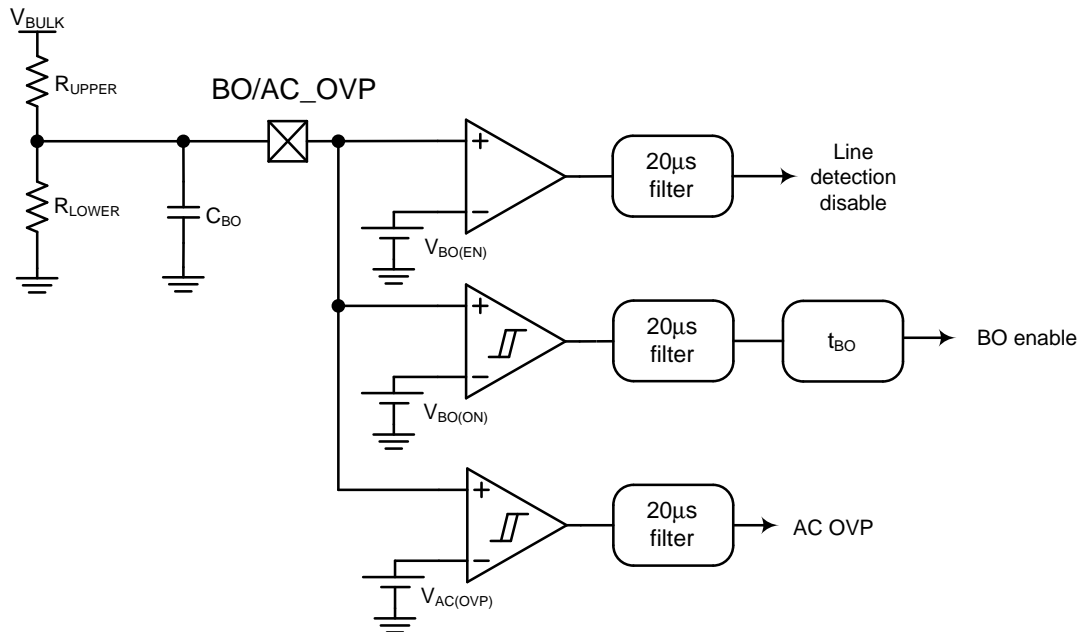 VBULK
RUPPER
BO/AC_OVP
RLOWER
CBO
+
−
VBO(EN)
20μs
filter
Line
detection
disable
+
−
VBO(ON)
20μs
filter
tBO
BO enable
+
−
VAC(OVP)
20μs
filter
AC OVP